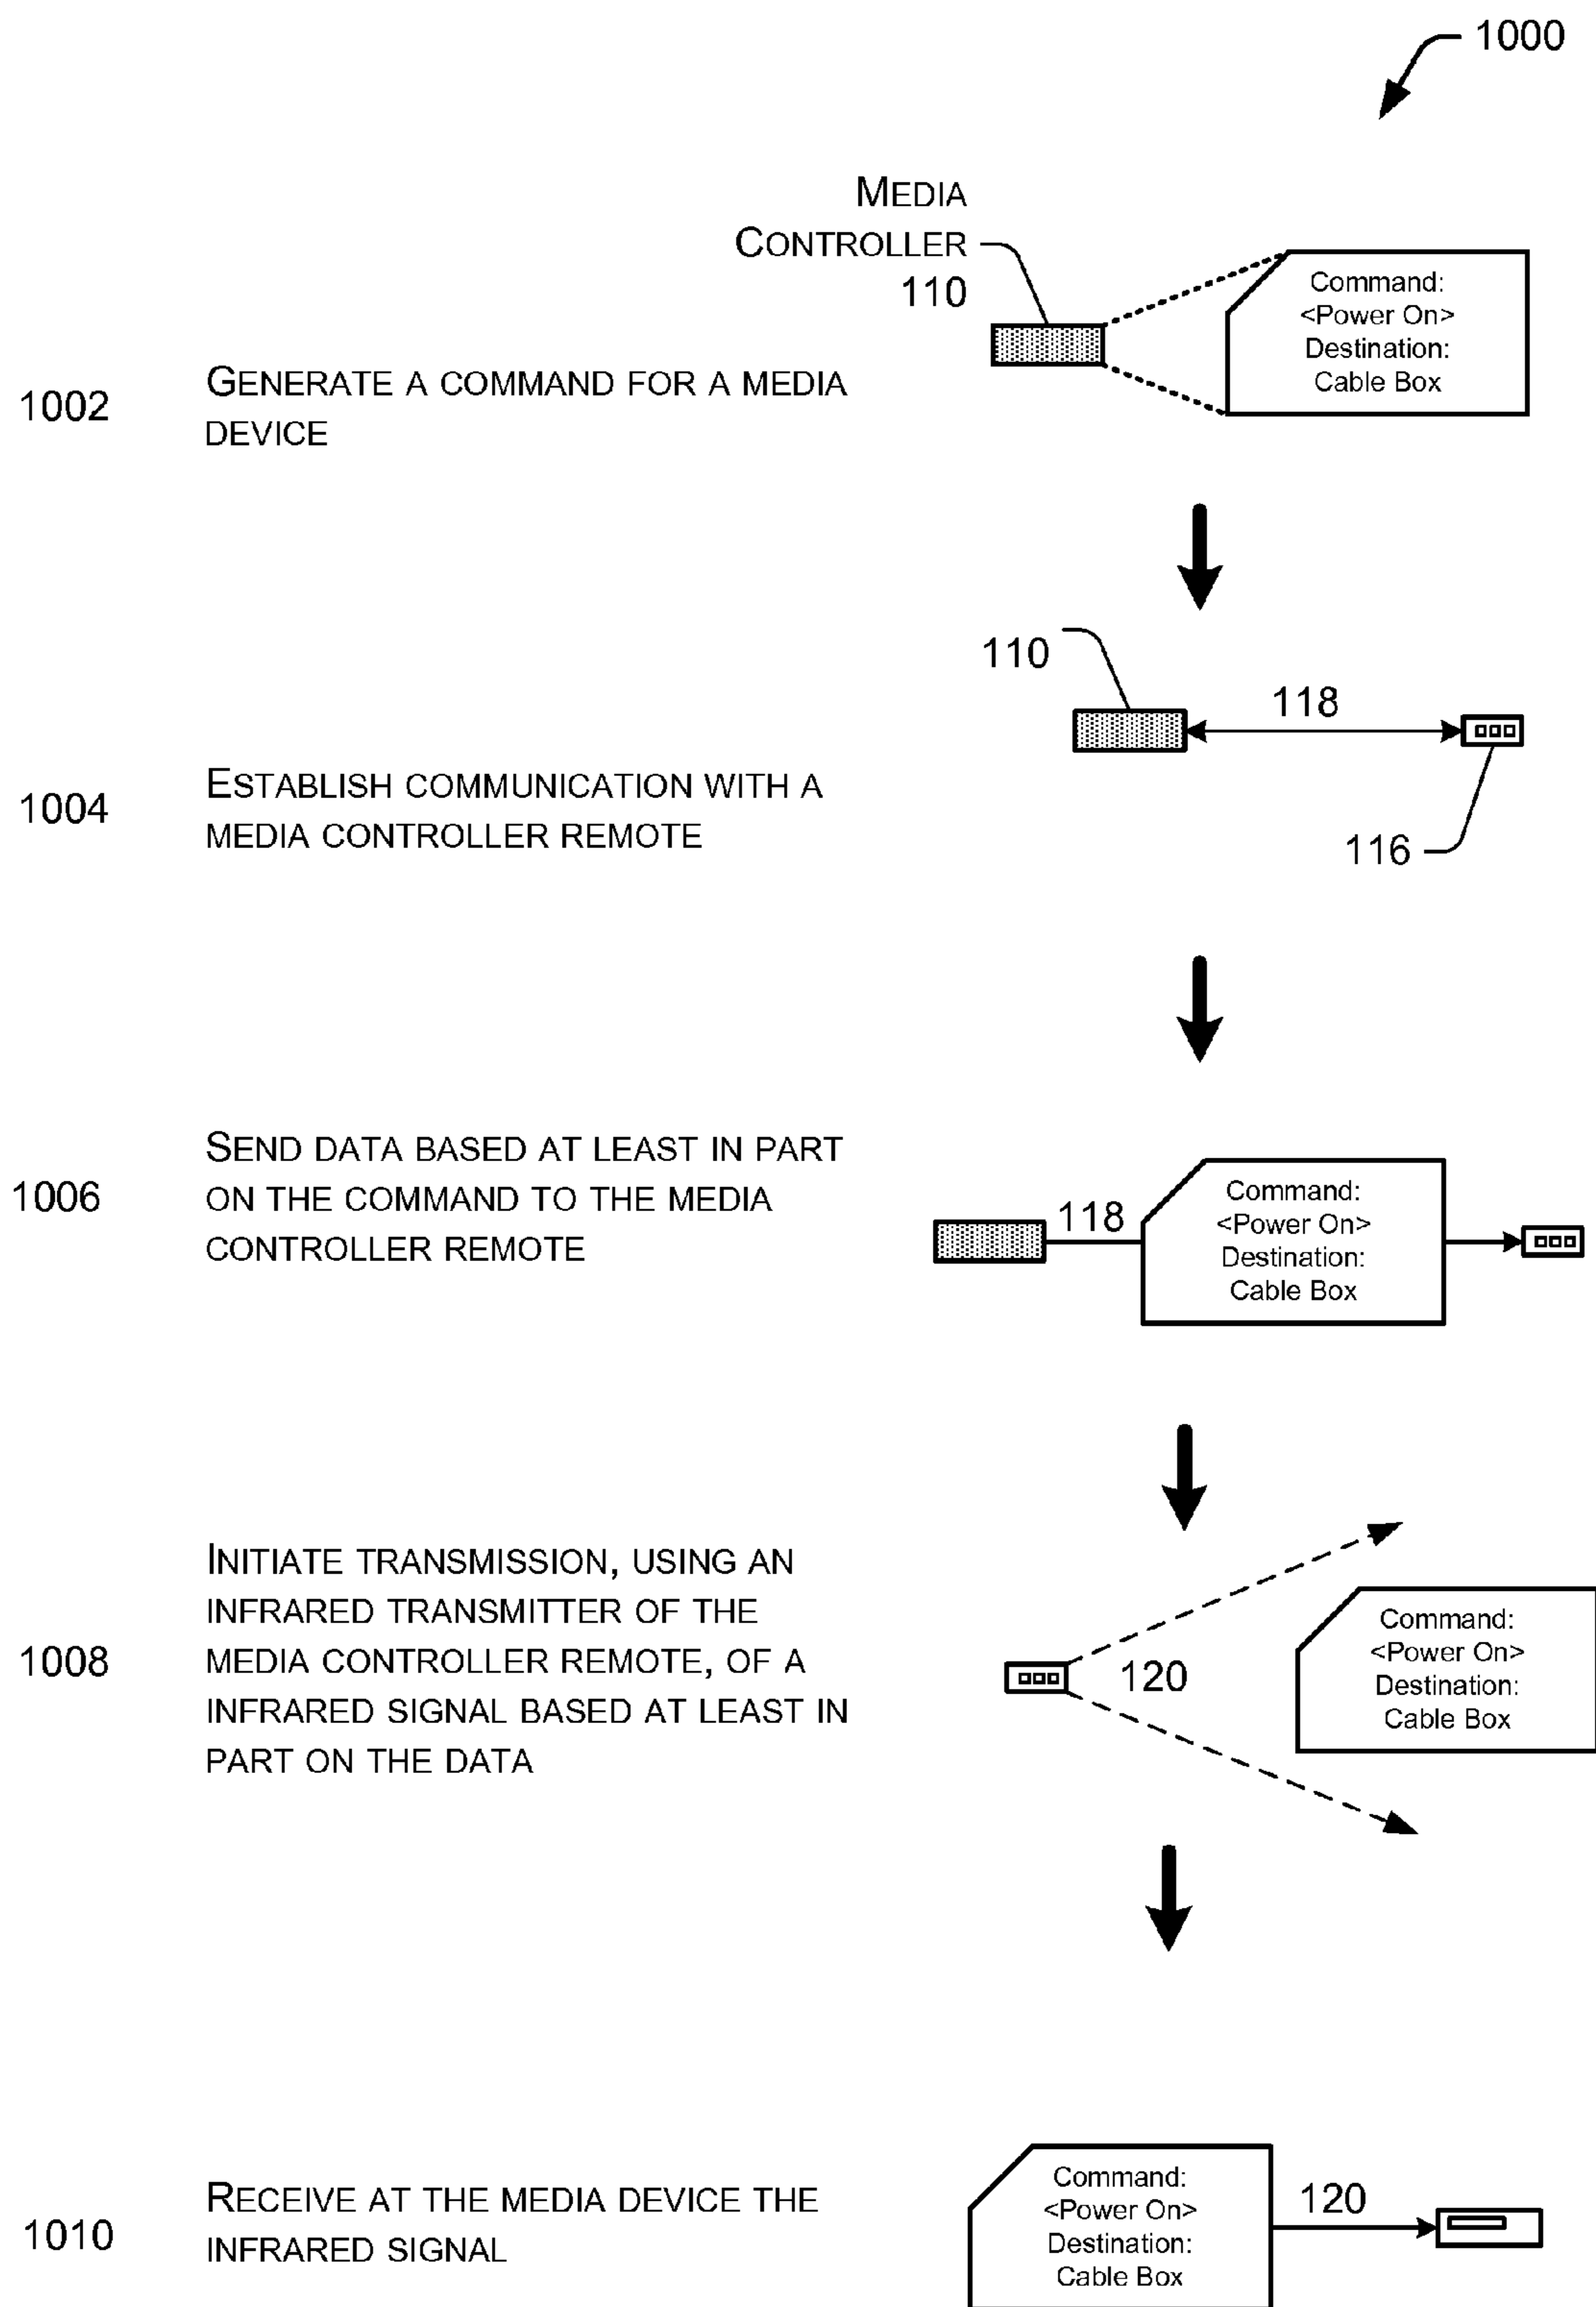 1000
MEDIA
CONTROLLER
110
Command:
<Power On>
Destination:
Cable Box
1002
GENERATE A COMMAND FOR A MEDIA
DEVICE
110
118
116
1004
ESTABLISH COMMUNICATION WITH A
MEDIA CONTROLLER REMOTE
1006
SEND DATA BASED AT LEAST IN PART
ON THE COMMAND TO THE MEDIA
CONTROLLER REMOTE
118
Command:
<Power On>
Destination:
Cable Box
1008
INITIATE TRANSMISSION, USING AN
INFRARED TRANSMITTER OF THE
MEDIA CONTROLLER REMOTE, OF A
INFRARED SIGNAL BASED AT LEAST IN
PART ON THE DATA
120
Command:
<Power On>
Destination:
Cable Box
1010
RECEIVE AT THE MEDIA DEVICE THE
INFRARED SIGNAL
Command:
<Power On>
Destination:
Cable Box
120